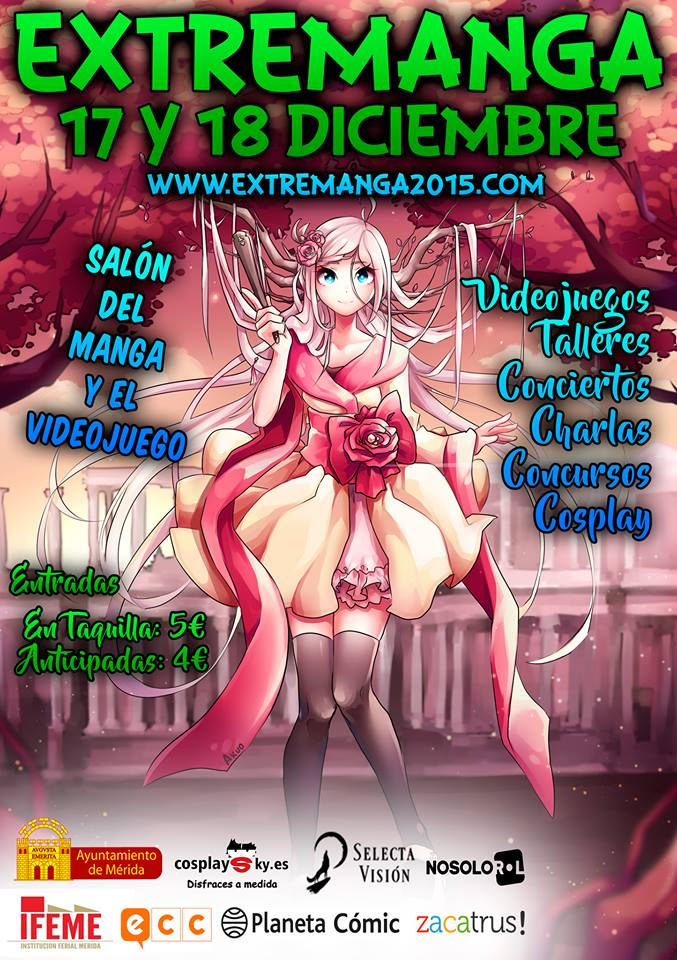 EXTREMANGA
17 Y 18 DICIEMBRE
WWW.EXTREMANGA2015.COM
SALÓN
DEL
MANGA
Y EL
VIDEOJUEGO
Videojuegos
Talleres
Conciertos
Charlas
Concursos
Cosplay
Entradas
En Taquilla: 5€
Anticipadas: 4€
AKUO
AVGVSTA
EMERITA
Ayuntamiento
de Mérida
cosplaySky.es
Disfraces a medida
SELECTA
VISIÓN
NOSOLOROL
IFEME
INSTITUCION FERIAL MERIDA
ecc
Planeta Cómic
zacatrus!